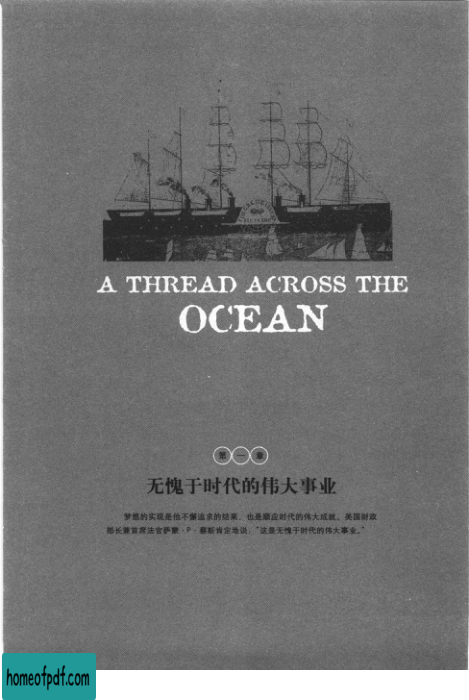 A THREAD ACROSS THE
OCEAN
第一章
无愧于时代的伟大事业
梦想的实现是他不懈追求的结果，也是顺应时代的伟大成就。美国财政
部长兼首席法官萨蒙·P·蔡斯肯定地说：“这是无愧于时代的伟大事业。”
homeofpdf.com